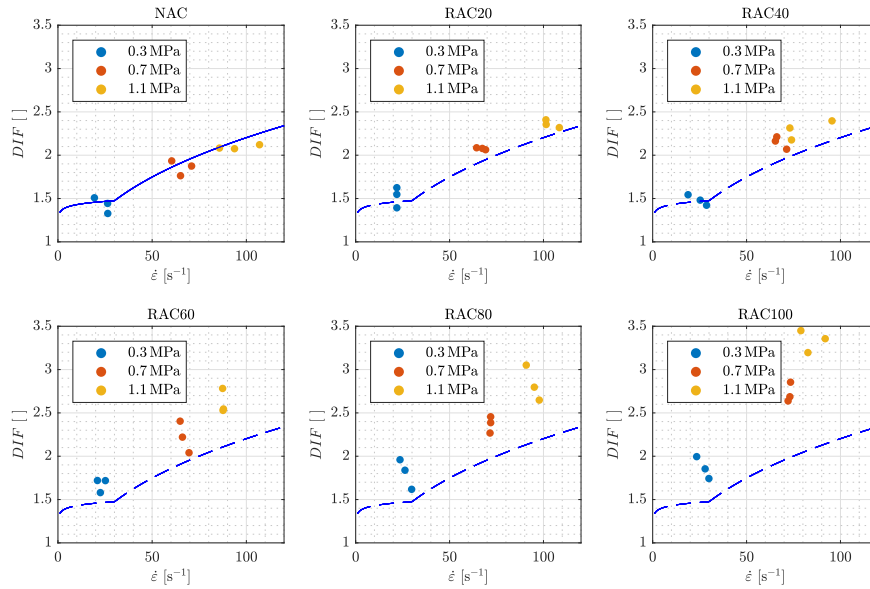 NAC
3.5
3
2.5
2
1.5
1
DIF [ ]
0.3 MPa
0.7 MPa
1.1 MPa
0
50
100
ε̇ [s⁻¹]
RAC20
3.5
3
2.5
2
1.5
1
DIF [ ]
0.3 MPa
0.7 MPa
1.1 MPa
0
50
100
ε̇ [s⁻¹]
RAC40
3.5
3
2.5
2
1.5
1
DIF [ ]
0.3 MPa
0.7 MPa
1.1 MPa
0
50
100
ε̇ [s⁻¹]
RAC60
3.5
3
2.5
2
1.5
1
DIF [ ]
0.3 MPa
0.7 MPa
1.1 MPa
0
50
100
ε̇ [s⁻¹]
RAC80
3.5
3
2.5
2
1.5
1
DIF [ ]
0.3 MPa
0.7 MPa
1.1 MPa
0
50
100
ε̇ [s⁻¹]
RAC100
3.5
3
2.5
2
1.5
1
DIF [ ]
0.3 MPa
0.7 MPa
1.1 MPa
0
50
100
ε̇ [s⁻¹]